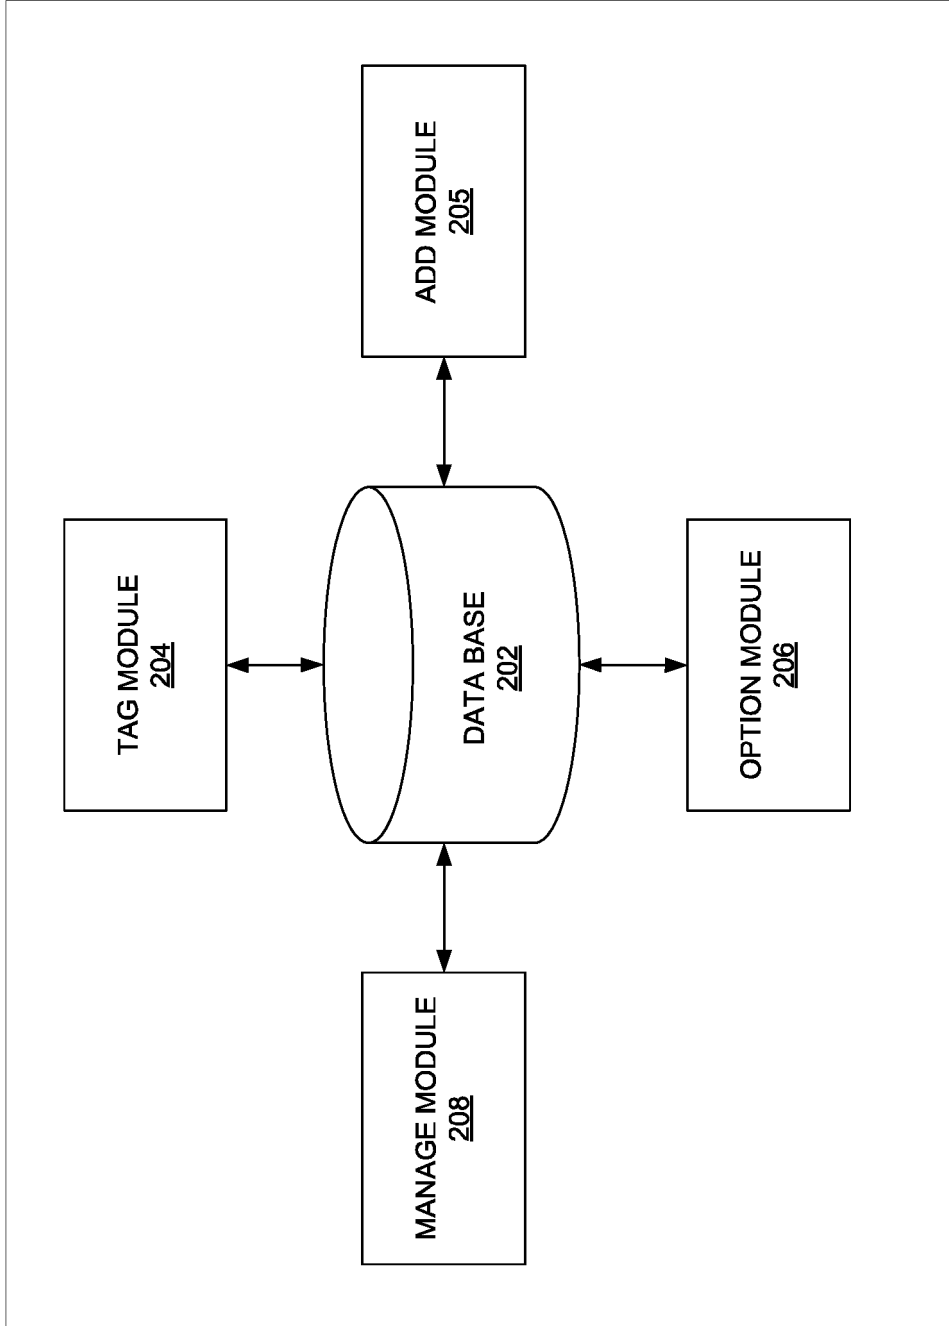 TAG MODULE
204
MANAGE MODULE
208
DATA BASE
202
ADD MODULE
205
OPTION MODULE
206